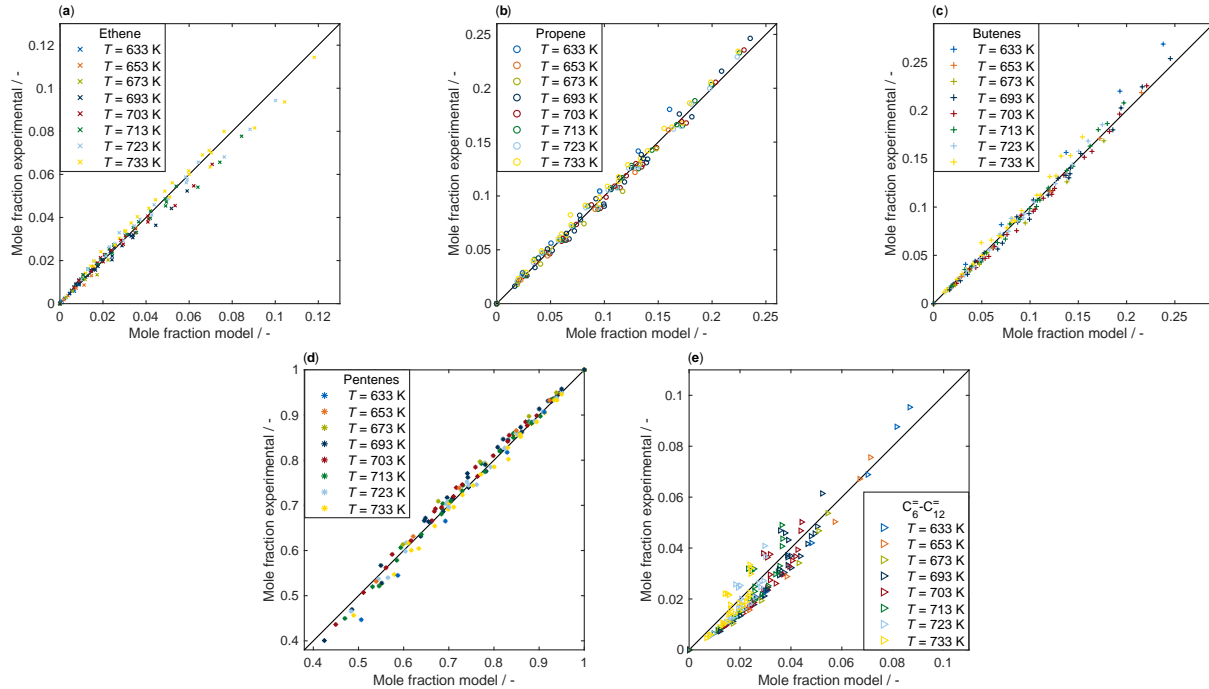 (a)
Ethene
T = 633 K
T = 653 K
T = 673 K
T = 693 K
T = 703 K
T = 713 K
T = 723 K
T = 733 K
0.12
0.1
0.08
0.06
0.04
0.02
0
0 0.02 0.04 0.06 0.08 0.1 0.12
Mole fraction experimental / -
Mole fraction model / -
(b)
Propene
T = 633 K
T = 653 K
T = 673 K
T = 693 K
T = 703 K
T = 713 K
T = 723 K
T = 733 K
0.25
0.2
0.15
0.1
0.05
0
0 0.05 0.1 0.15 0.2 0.25
Mole fraction experimental / -
Mole fraction model / -
(c)
Butenes
T = 633 K
T = 653 K
T = 673 K
T = 693 K
T = 703 K
T = 713 K
T = 723 K
T = 733 K
0.25
0.2
0.15
0.1
0.05
0
0 0.05 0.1 0.15 0.2 0.25
Mole fraction experimental / -
Mole fraction model / -
(d)
Pentenes
T = 633 K
T = 653 K
T = 673 K
T = 693 K
T = 703 K
T = 713 K
T = 723 K
T = 733 K
1
0.9
0.8
0.7
0.6
0.5
0.4
0.4 0.5 0.6 0.7 0.8 0.9 1
Mole fraction experimental / -
Mole fraction model / -
(e)
C₆⁼-C₁₂⁼
T = 633 K
T = 653 K
T = 673 K
T = 693 K
T = 703 K
T = 713 K
T = 723 K
T = 733 K
0.1
0.08
0.06
0.04
0.02
0
0 0.02 0.04 0.06 0.08 0.1
Mole fraction experimental / -
Mole fraction model / -